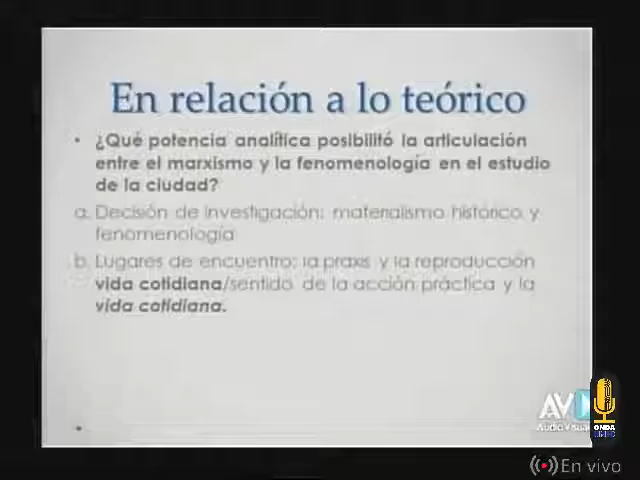 En relación a lo teórico
• ¿Qué potencia analítica posibilitó la articulación
entre el marxismo y la fenomenología en el estudio
de la ciudad?
a. Decisión de investigación: materialismo histórico y
fenomenología
b. Lugares de encuentro: la praxis y la reproducción
vida cotidiana/sentido de la acción práctica y la
vida cotidiana.
AV
ONDA
((•))En vivo